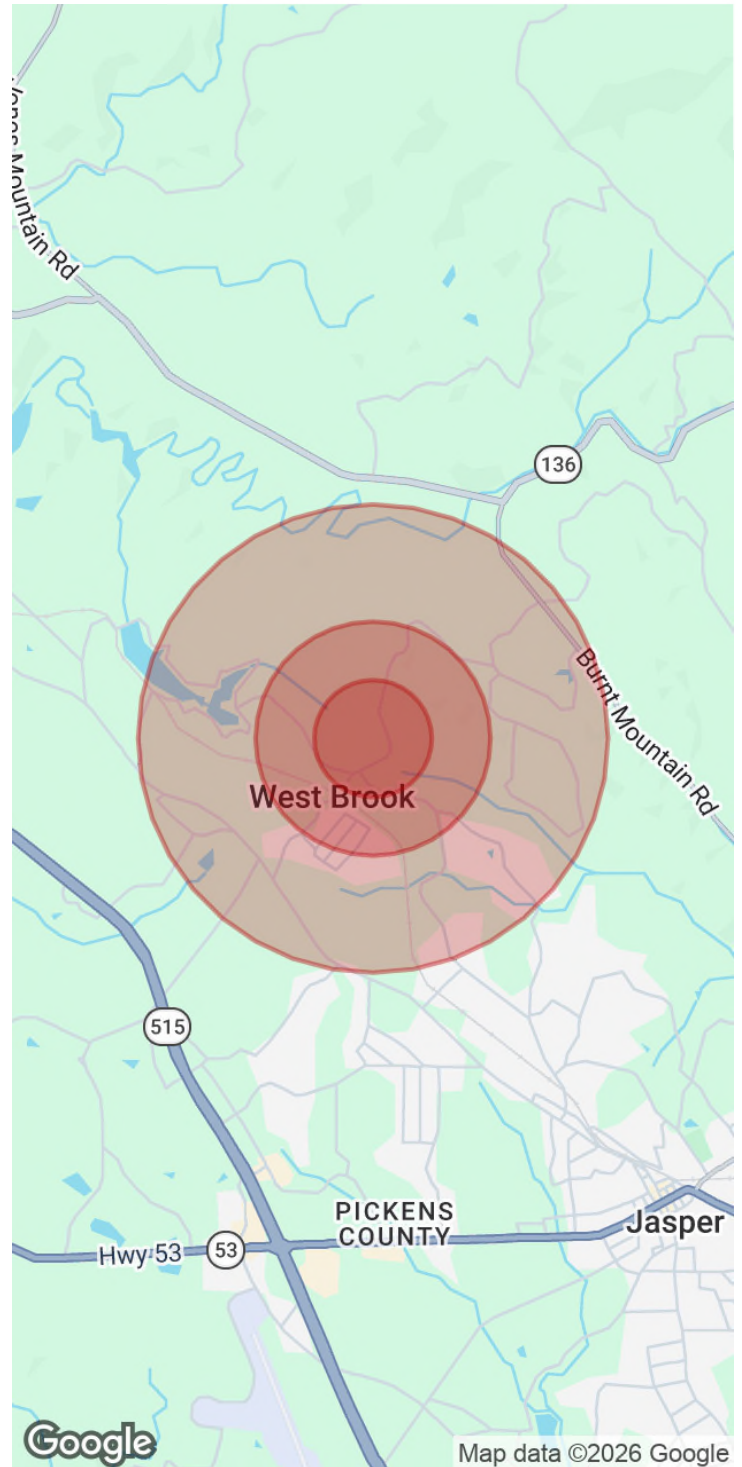 Mountain Rd
136
Burnt Mountain Rd
West Brook
515
PICKENS
COUNTY
Jasper
Hwy 53
53
Google
Map data ©2026 Google